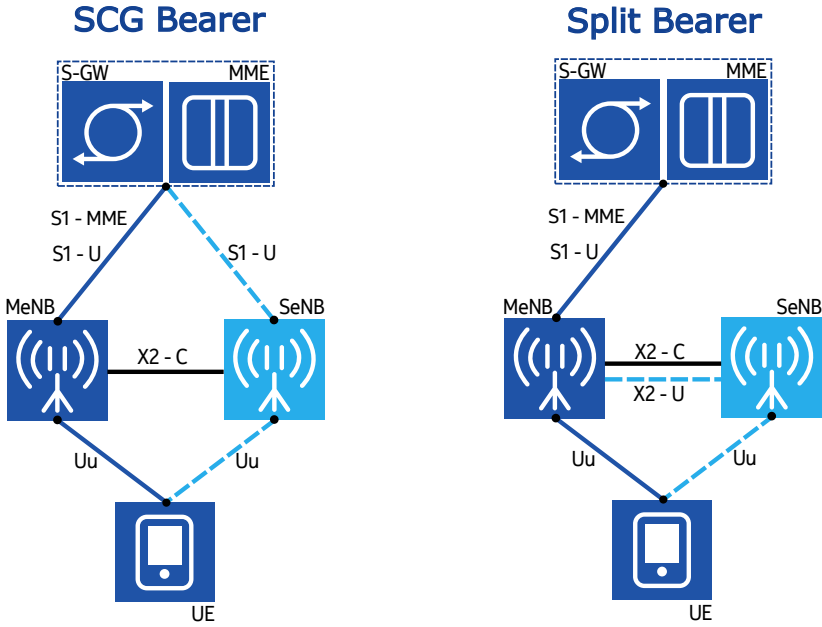 SCG Bearer
S-GW
MME
S1 - MME
S1 - U
S1 - U
MeNB
SeNB
X2 - C
Uu
Uu
UE
Split Bearer
S-GW
MME
S1 - MME
S1 - U
MeNB
SeNB
X2 - C
X2 - U
Uu
Uu
UE